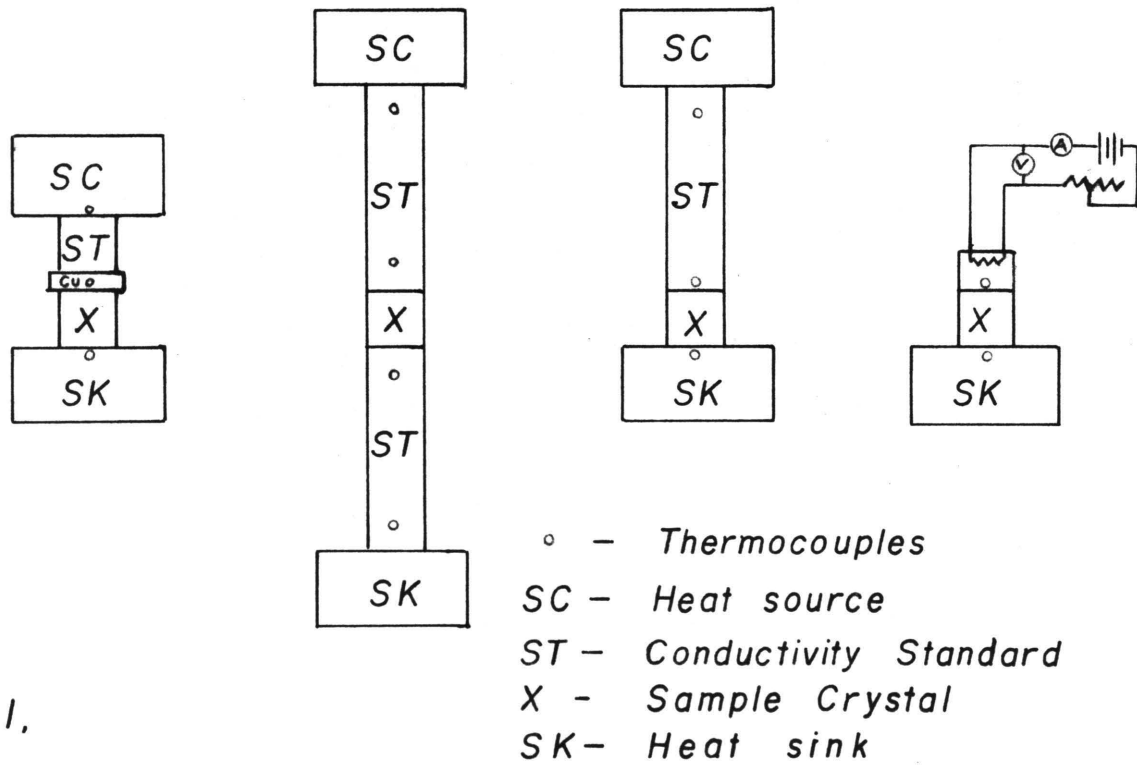 SC
ST
Cu
X
SK
SC
ST
X
ST
SK
SC
ST
X
SK
A
V
X
SK
o - Thermocouples
SC - Heat source
ST - Conductivity Standard
X - Sample Crystal
SK - Heat sink
1.